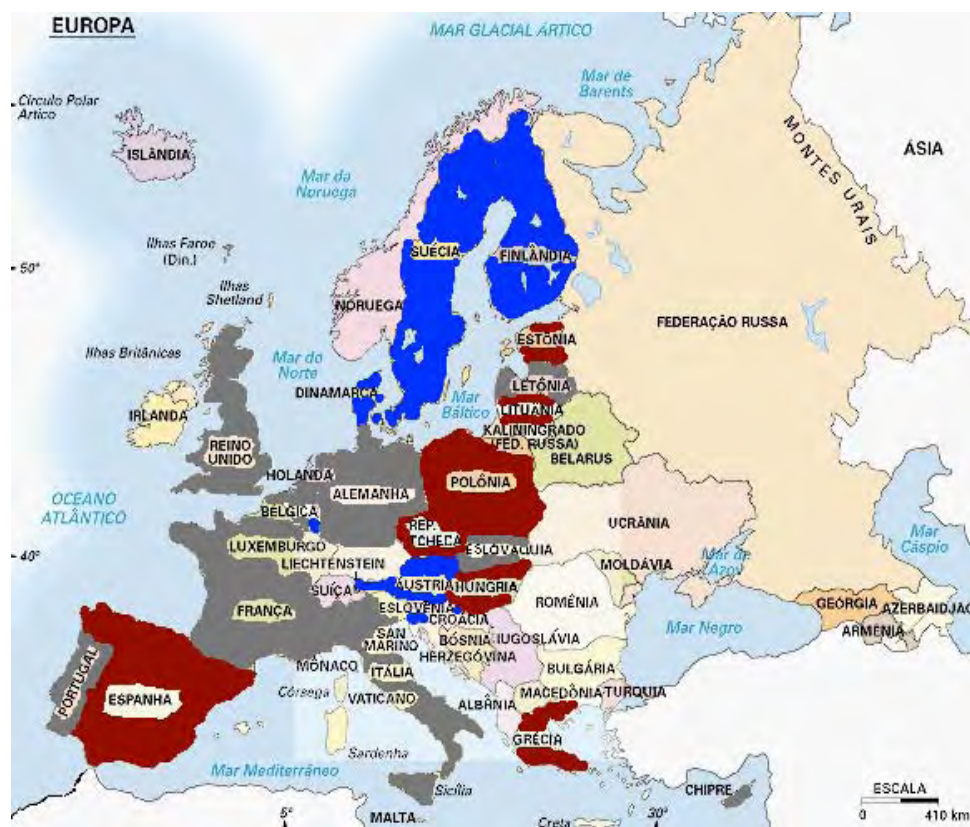 EUROPA
MAR GLACIAL ÁRTICO
Mar de
Barents
Círculo Polar
Ártico
ISLÂNDIA
MONTES URAIS
ÁSIA
Mar da
Noruega
Ilhas Faroe
(Din.)
SUÉCIA
FINLÂNDIA
50°
Ilhas
Shetland
NORUEGA
FEDERAÇÃO RUSSA
ESTÔNIA
Ilhas Britânicas
Mar do
Norte
DINAMARCA
LETÔNIA
Mar
Báltico
LITUÂNIA
IRLANDA
KALININGRADO
(FED. RUSSA)
BELARUS
REINO
UNIDO
HOLANDA
ALEMANHA
POLÔNIA
OCEANO
ATLÂNTICO
BÉLGICA
REP.
TCHECA
UCRÂNIA
Mar
Cáspio
40°
LUXEMBURGO
ESLOVÁQUIA
LIECHTENSTEIN
MOLDÁVIA
Mar de
Azov
SUÍÇA
ÁUSTRIA
HUNGRIA
FRANÇA
ESLOVÊNIA
ROMÊNIA
GEÓRGIA
AZERBAIDJÃO
CROÁCIA
SAN
MARINO
BÓSNIA
HERZEGÓVINA
IUGOSLÁVIA
Mar Negro
ARMÊNIA
MÔNACO
ITÁLIA
BULGÁRIA
PORTUGAL
ESPANHA
Córsega
VATICANO
ALBÂNIA
MACEDÔNIA
TURQUIA
GRÉCIA
Sardenha
Mar Mediterrâneo
Sicília
CHIPRE
ESCALA
0 410 km
5°
MALTA
Creta
30°